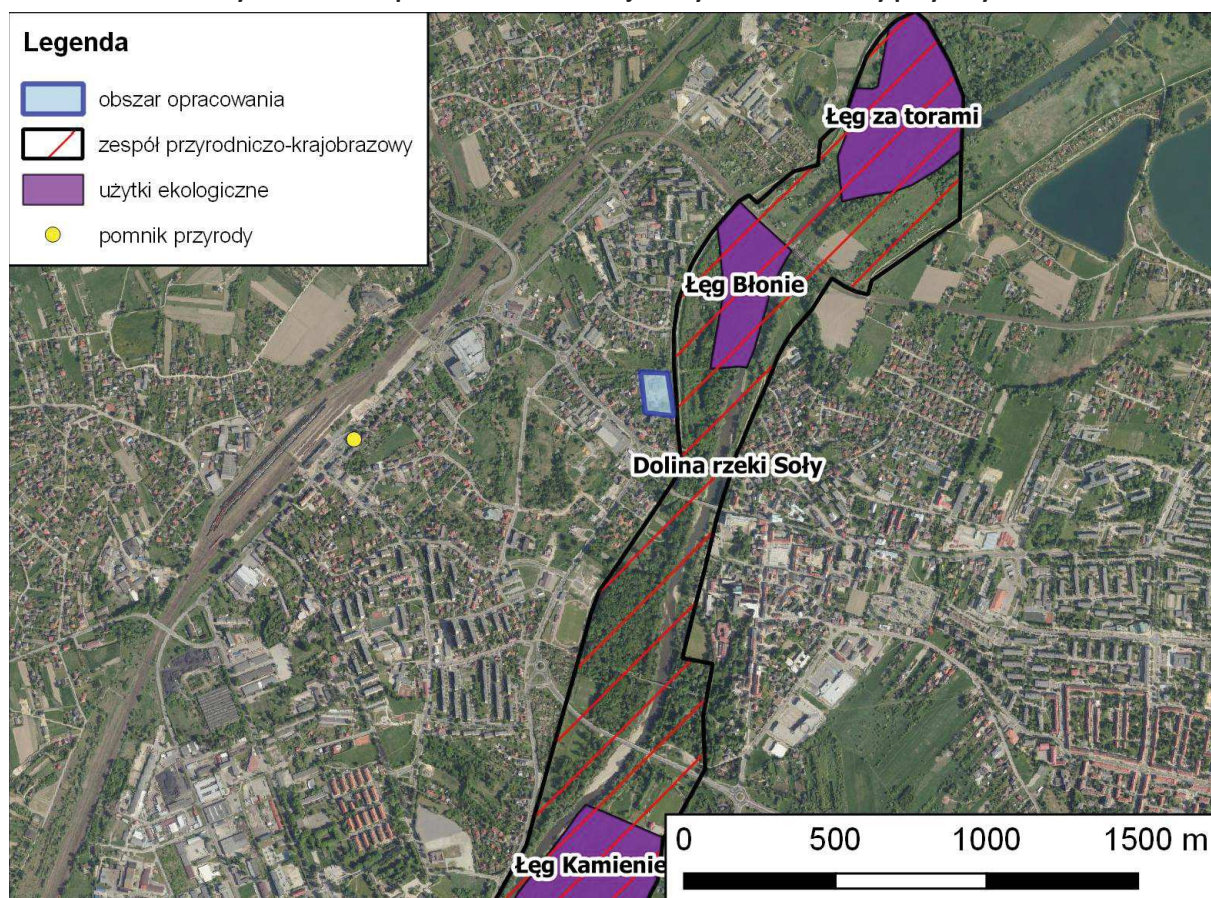 Legenda
obszar opracowania
zespół przyrodniczo-krajobrazowy
użytki ekologiczne
pomnik przyrody
Łęg za torami
Łęg Błonie
Dolina rzeki Soły
Łęg Kamienie
0 500 1000 1500 m